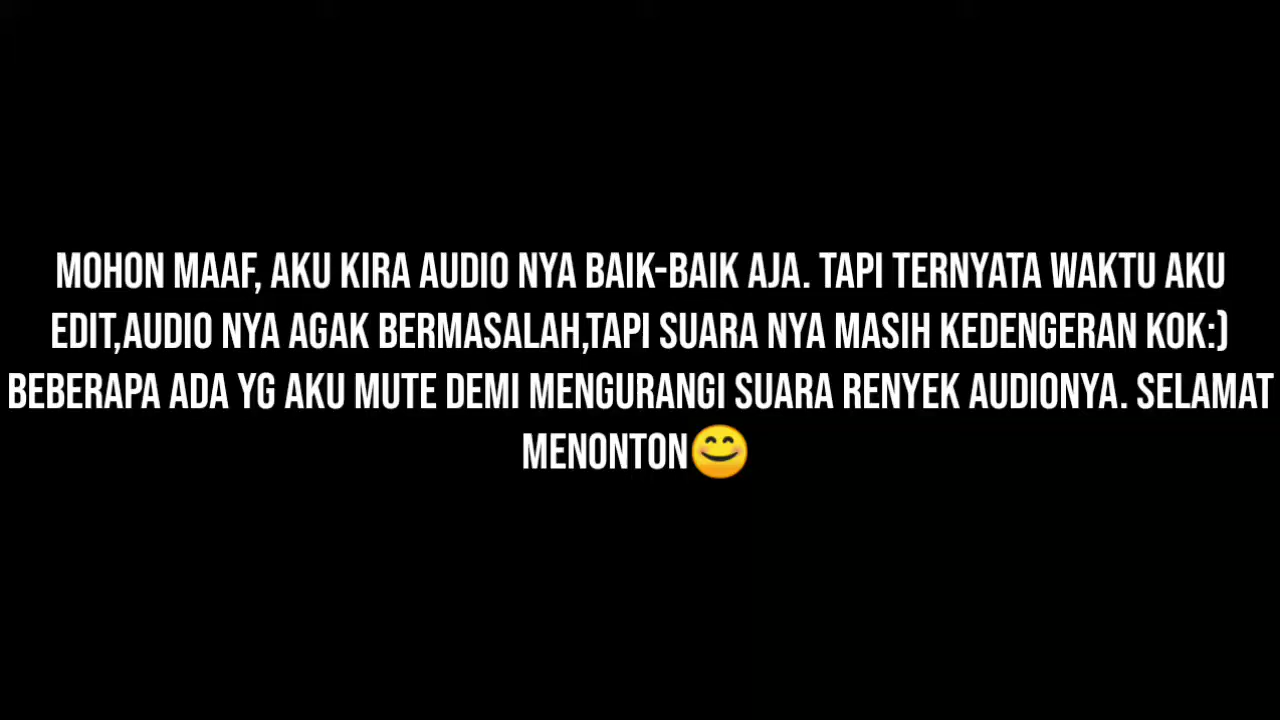 MOHON MAAF, AKU KIRA AUDIO NYA BAIK-BAIK AJA. TAPI TERNYATA WAKTU AKU
EDIT,AUDIO NYA AGAK BERMASALAH,TAPI SUARA NYA MASIH KEDENGERAN KOK:)
BEBERAPA ADA YG AKU MUTE DEMI MENGURANGI SUARA RENYEK AUDIONYA. SELAMAT
MENONTON😊